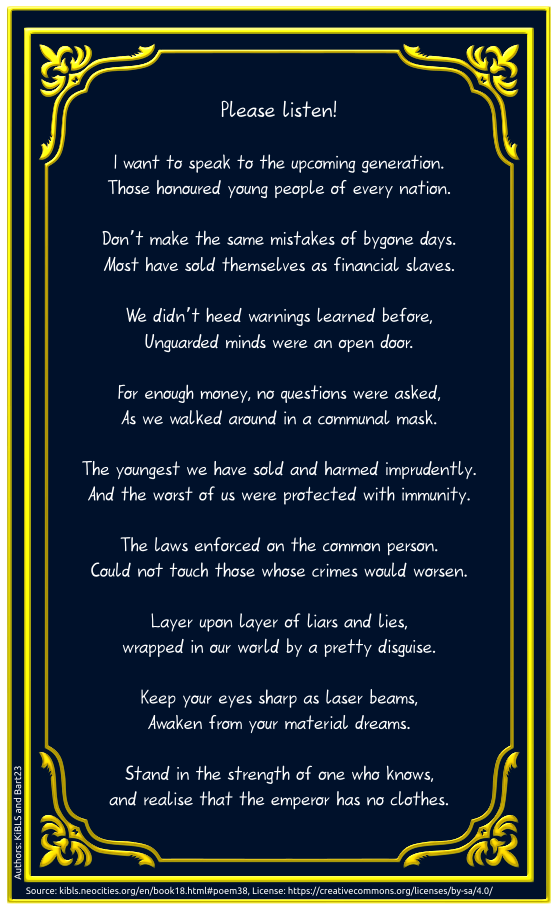 Please listen!
I want to speak to the upcoming generation.
Those honoured young people of every nation.
Don't make the same mistakes of bygone days.
Most have sold themselves as financial slaves.
We didn't heed warnings learned before,
Unguarded minds were an open door.
For enough money, no questions were asked,
As we walked around in a communal mask.
The youngest we have sold and harmed imprudently.
And the worst of us were protected with immunity.
The laws enforced on the common person.
Could not touch those whose crimes would worsen.
Layer upon layer of liars and lies,
wrapped in our world by a pretty disguise.
Keep your eyes sharp as laser beams,
Awaken from your material dreams.
Stand in the strength of one who knows,
and realise that the emperor has no clothes.
Authors: KiBLS and Bart23
Source: kibls.neocities.org/en/book18.html#poem38, License: https://creativecommons.org/licenses/by-sa/4.0/